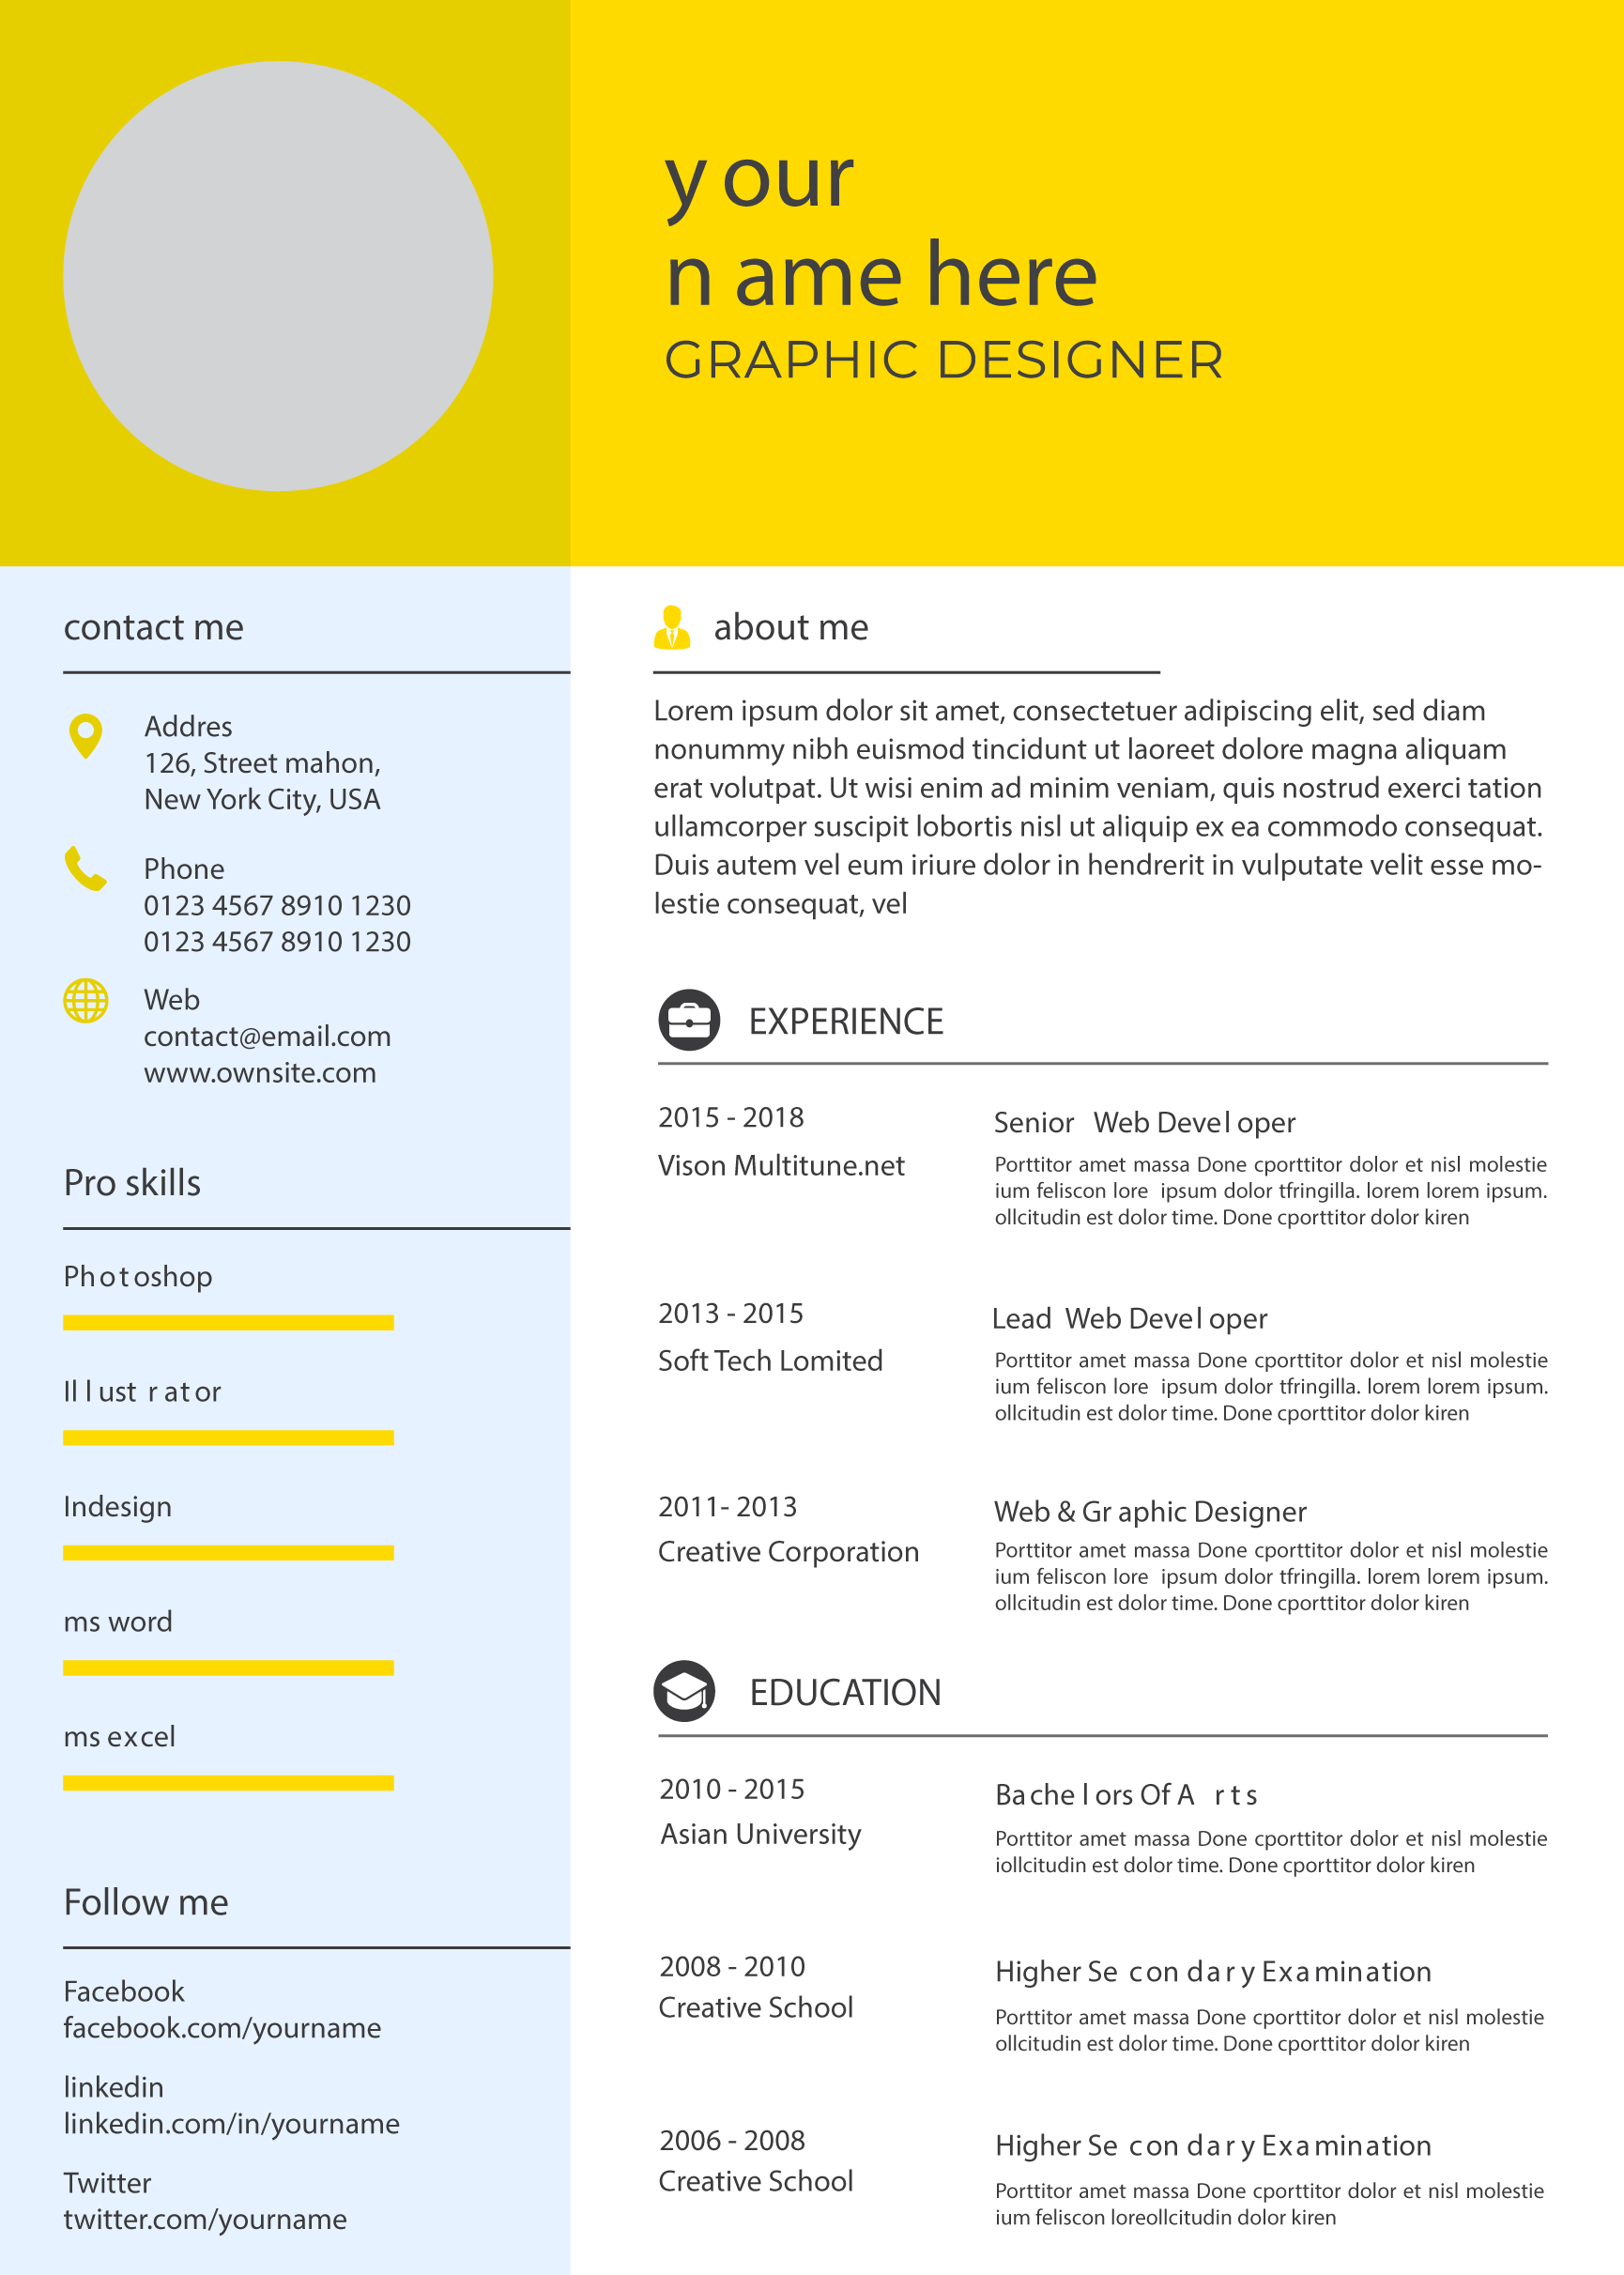 your
name here
GRAPHIC DESIGNER
contact me
Addres
126, Street mahon,
New York City, USA
Phone
0123 4567 8910 1230
0123 4567 8910 1230
Web
contact@email.com
www.ownsite.com
Pro skills
Photoshop
Illustrator
Indesign
ms word
ms excel
Follow me
Facebook
facebook.com/yourname
linkedin
linkedin.com/in/yourname
Twitter
twitter.com/yourname
about me
Lorem ipsum dolor sit amet, consectetuer adipiscing elit, sed diam
nonummy nibh euismod tincidunt ut laoreet dolore magna aliquam
erat volutpat. Ut wisi enim ad minim veniam, quis nostrud exerci tation
ullamcorper suscipit lobortis nisl ut aliquip ex ea commodo consequat.
Duis autem vel eum iriure dolor in hendrerit in vulputate velit esse mo-
lestie consequat, vel
EXPERIENCE
2015 - 2018
Vison Multitune.net
Senior Web Developer
Porttitor amet massa Done cporttitor dolor et nisl molestie
ium feliscon lore ipsum dolor tfringilla. lorem lorem ipsum.
ollcitudin est dolor time. Done cporttitor dolor kiren
2013 - 2015
Soft Tech Lomited
Lead Web Developer
Porttitor amet massa Done cporttitor dolor et nisl molestie
ium feliscon lore ipsum dolor tfringilla. lorem lorem ipsum.
ollcitudin est dolor time. Done cporttitor dolor kiren
2011- 2013
Creative Corporation
Web & Graphic Designer
Porttitor amet massa Done cporttitor dolor et nisl molestie
ium feliscon lore ipsum dolor tfringilla. lorem lorem ipsum.
ollcitudin est dolor time. Done cporttitor dolor kiren
EDUCATION
2010 - 2015
Asian University
Bachelors Of Arts
Porttitor amet massa Done cporttitor dolor et nisl molestie
iollcitudin est dolor time. Done cporttitor dolor kiren
2008 - 2010
Creative School
Higher Secondary Examination
Porttitor amet massa Done cporttitor dolor et nisl molestie
ollcitudin est dolor time. Done cporttitor dolor kiren
2006 - 2008
Creative School
Higher Secondary Examination
Porttitor amet massa Done cporttitor dolor et nisl molestie
ium feliscon loreollcitudin dolor kiren